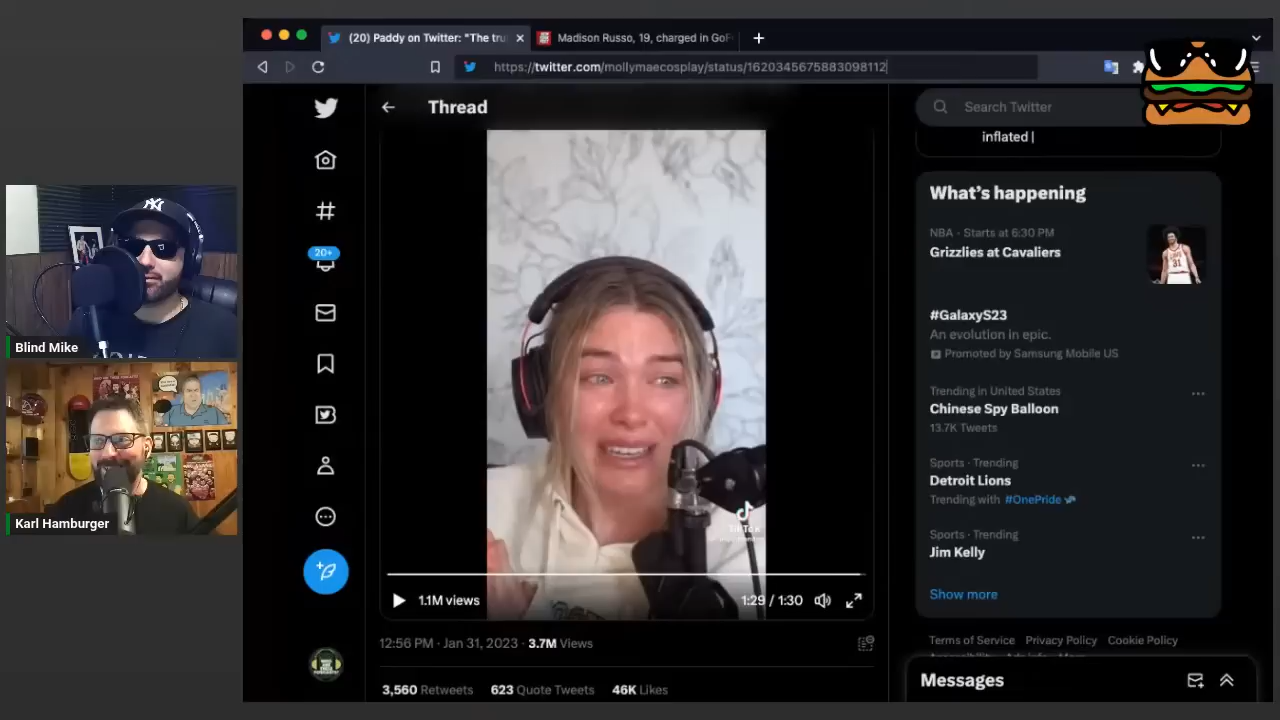 (20) Paddy on Twitter: "The tru
Madison Russo, 19, charged in GoF
https://twitter.com/mollymaecosplay/status/1620345675883098112
Thread
Search Twitter
inflated |
What's happening
NBA · Starts at 6:30 PM
Grizzlies at Cavaliers
31
#GalaxyS23
An evolution in epic.
Promoted by Samsung Mobile US
Trending in United States
Chinese Spy Balloon
13.7K Tweets
Sports · Trending
Detroit Lions
Trending with #OnePride
Sports · Trending
Jim Kelly
Show more
Terms of Service Privacy Policy Cookie Policy
Messages
20+
TikTok
1.1M views
1:29 / 1:30
12:56 PM · Jan 31, 2023 · 3.7M Views
3,560 Retweets 623 Quote Tweets 46K Likes
Blind Mike
Karl Hamburger